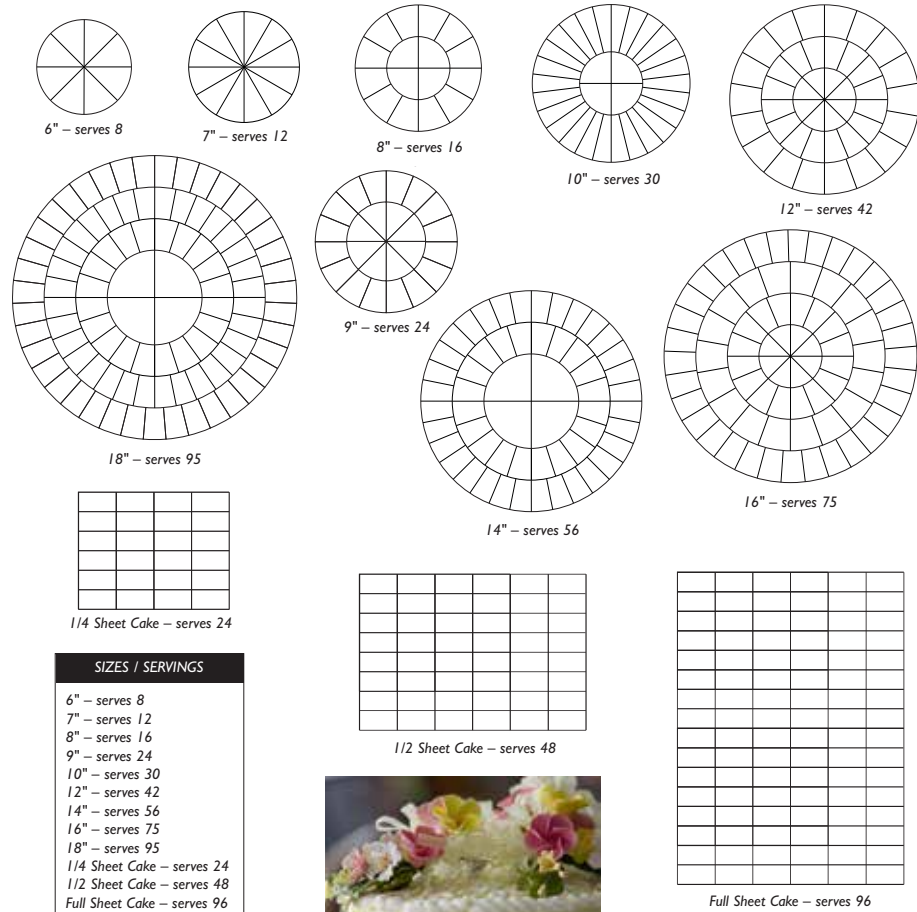 6" – serves 8
7" – serves 12
8" – serves 16
10" – serves 30
12" – serves 42
18" – serves 95
9" – serves 24
14" – serves 56
16" – serves 75
1/4 Sheet Cake – serves 24
1/2 Sheet Cake – serves 48
Full Sheet Cake – serves 96
SIZES / SERVINGS
6" – serves 8
7" – serves 12
8" – serves 16
9" – serves 24
10" – serves 30
12" – serves 42
14" – serves 56
16" – serves 75
18" – serves 95
1/4 Sheet Cake – serves 24
1/2 Sheet Cake – serves 48
Full Sheet Cake – serves 96